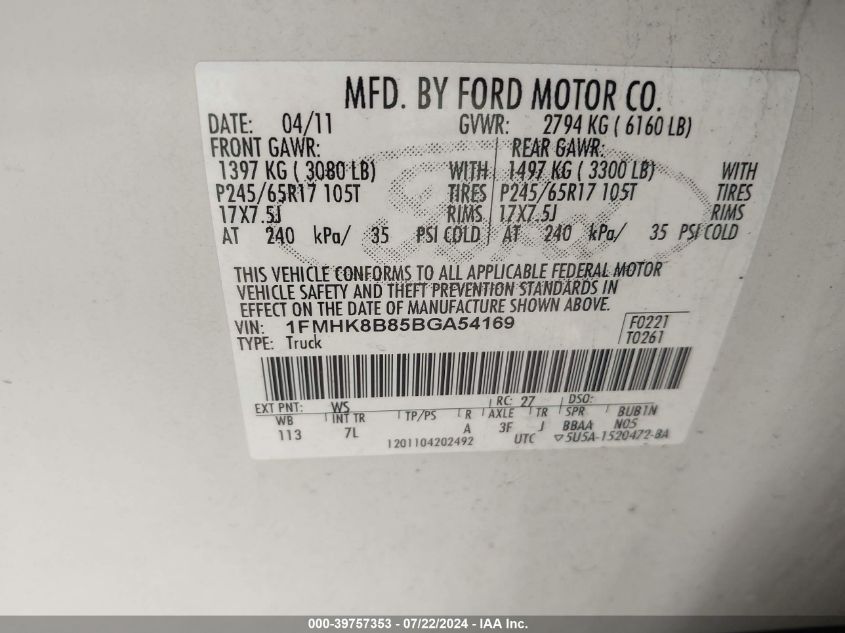 MFD. BY FORD MOTOR CO.
DATE: 04/11 GVWR: 2794 KG ( 6160 LB)
FRONT GAWR: REAR GAWR:
1397 KG ( 3080 LB) WITH 1497 KG ( 3300 LB) WITH
P245/65R17 105T TIRES P245/65R17 105T TIRES
17X7.5J RIMS 17X7.5J RIMS
AT 240 kPa/ 35 PSI COLD AT 240 kPa/ 35 PSI COLD
THIS VEHICLE CONFORMS TO ALL APPLICABLE FEDERAL MOTOR
VEHICLE SAFETY AND THEFT PREVENTION STANDARDS IN
EFFECT ON THE DATE OF MANUFACTURE SHOWN ABOVE.
VIN: 1FMHK8B85BGA54169 F0221
TYPE: Truck T0261
EXT PNT: WS RC: 27 DSO:
WB INT TR TP/PS R AXLE TR SPR BUB1N
113 7L A 3F J BBAA N05
1201104202492 UTC ▽5U5A-1520472-BA
000-39757353 - 07/22/2024 - IAA Inc.